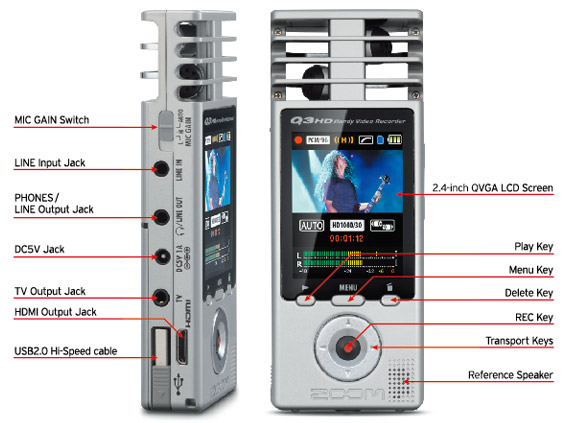 MIC GAIN Switch
LINE Input Jack
PHONES /
LINE Output Jack
DC5V Jack
TV Output Jack
HDMI Output Jack
USB2.0 Hi-Speed cable
MIC GAIN
LINE IN
/LINE OUT
DC5V 1A
TV
HDMI
Q3HD Handy Video Recorder
PCM/96
AUTO
HD1080/30
00:01:12
L
R
MENU
ZOOM
2.4-inch QVGA LCD Screen
Play Key
Menu Key
Delete Key
REC Key
Transport Keys
Reference Speaker